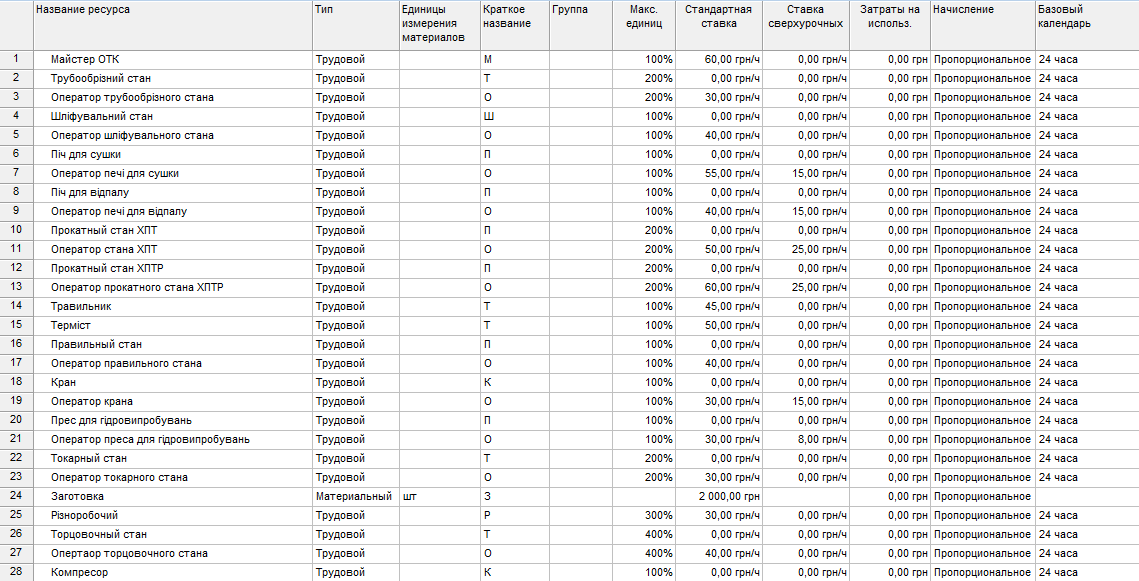 Название ресурса Тип Единицы измерения материалов Краткое название Группа Макс. единиц Стандартная ставка Ставка сверхурочных Затраты на использ. Начисление Базовый календарь
1 Майстер ОТК Трудовой М 100% 60,00 грн/ч 0,00 грн/ч 0,00 грн Пропорциональное 24 часа
2 Трубообрізний стан Трудовой Т 200% 0,00 грн/ч 0,00 грн/ч 0,00 грн Пропорциональное 24 часа
3 Оператор трубообрізного стана Трудовой О 200% 30,00 грн/ч 0,00 грн/ч 0,00 грн Пропорциональное 24 часа
4 Шліфувальний стан Трудовой Ш 100% 0,00 грн/ч 0,00 грн/ч 0,00 грн Пропорциональное 24 часа
5 Оператор шліфувального стана Трудовой О 100% 40,00 грн/ч 0,00 грн/ч 0,00 грн Пропорциональное 24 часа
6 Піч для сушки Трудовой П 100% 0,00 грн/ч 0,00 грн/ч 0,00 грн Пропорциональное 24 часа
7 Оператор печі для сушки Трудовой О 100% 55,00 грн/ч 15,00 грн/ч 0,00 грн Пропорциональное 24 часа
8 Піч для відпалу Трудовой П 100% 0,00 грн/ч 0,00 грн/ч 0,00 грн Пропорциональное 24 часа
9 Оператор печі для відпалу Трудовой О 100% 40,00 грн/ч 15,00 грн/ч 0,00 грн Пропорциональное 24 часа
10 Прокатный стан ХПТ Трудовой П 200% 0,00 грн/ч 0,00 грн/ч 0,00 грн Пропорциональное 24 часа
11 Оператор стана ХПТ Трудовой О 200% 50,00 грн/ч 25,00 грн/ч 0,00 грн Пропорциональное 24 часа
12 Прокатный стан ХПТР Трудовой П 200% 0,00 грн/ч 0,00 грн/ч 0,00 грн Пропорциональное 24 часа
13 Оператор прокатного стана ХПТР Трудовой О 200% 60,00 грн/ч 25,00 грн/ч 0,00 грн Пропорциональное 24 часа
14 Травильник Трудовой Т 100% 45,00 грн/ч 0,00 грн/ч 0,00 грн Пропорциональное 24 часа
15 Терміст Трудовой Т 100% 50,00 грн/ч 0,00 грн/ч 0,00 грн Пропорциональное 24 часа
16 Правильный стан Трудовой П 100% 0,00 грн/ч 0,00 грн/ч 0,00 грн Пропорциональное 24 часа
17 Оператор правильного стана Трудовой О 100% 40,00 грн/ч 0,00 грн/ч 0,00 грн Пропорциональное 24 часа
18 Кран Трудовой К 100% 0,00 грн/ч 0,00 грн/ч 0,00 грн Пропорциональное 24 часа
19 Оператор крана Трудовой О 100% 30,00 грн/ч 15,00 грн/ч 0,00 грн Пропорциональное 24 часа
20 Прес для гідровипробувань Трудовой П 100% 0,00 грн/ч 0,00 грн/ч 0,00 грн Пропорциональное 24 часа
21 Оператор преса для гідровипробувань Трудовой О 100% 30,00 грн/ч 8,00 грн/ч 0,00 грн Пропорциональное 24 часа
22 Токарный стан Трудовой Т 200% 0,00 грн/ч 0,00 грн/ч 0,00 грн Пропорциональное 24 часа
23 Оператор токарного стана Трудовой О 200% 30,00 грн/ч 0,00 грн/ч 0,00 грн Пропорциональное 24 часа
24 Заготовка Материальный шт З 2 000,00 грн 0,00 грн Пропорциональное
25 Різноробочий Трудовой Р 300% 30,00 грн/ч 0,00 грн/ч 0,00 грн Пропорциональное 24 часа
26 Торцовочный стан Трудовой Т 400% 0,00 грн/ч 0,00 грн/ч 0,00 грн Пропорциональное 24 часа
27 Опертаор торцовочного стана Трудовой О 400% 40,00 грн/ч 0,00 грн/ч 0,00 грн Пропорциональное 24 часа
28 Компресор Трудовой К 100% 0,00 грн/ч 0,00 грн/ч 0,00 грн Пропорциональное 24 часа